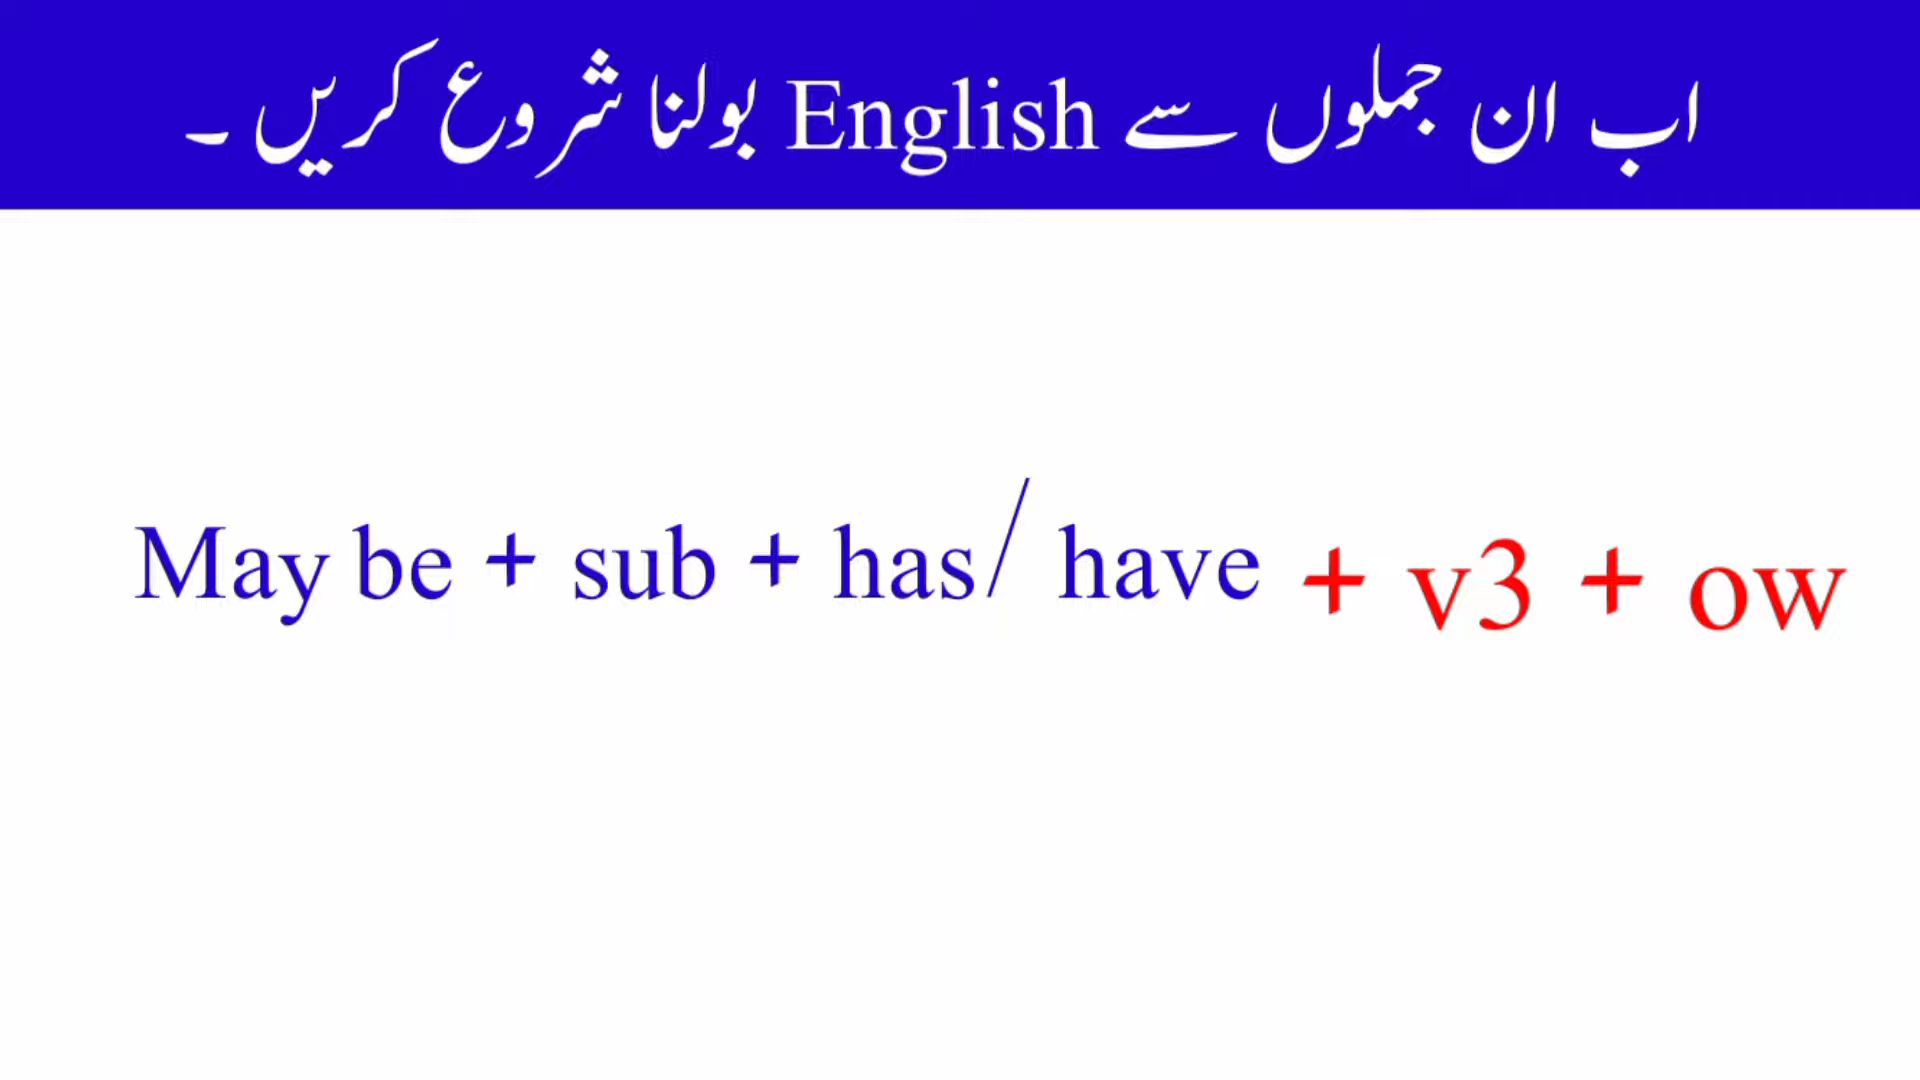 اب ان جملوں سے English بولنا شروع کریں ۔
May be + sub + has/ have + v3 + ow